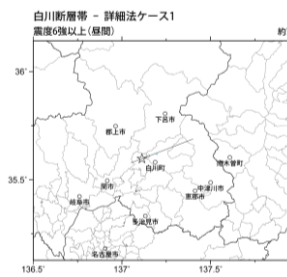 白川断層帯 - 詳細法ケース1
震度6強以上(昼間)
約
36˚
下呂市
郡上市
白川町
南木曽町
35.5˚
関市
中津川市
恵那市
岐阜市
多治見市
名古屋市
136.5˚
137˚
137.5˚